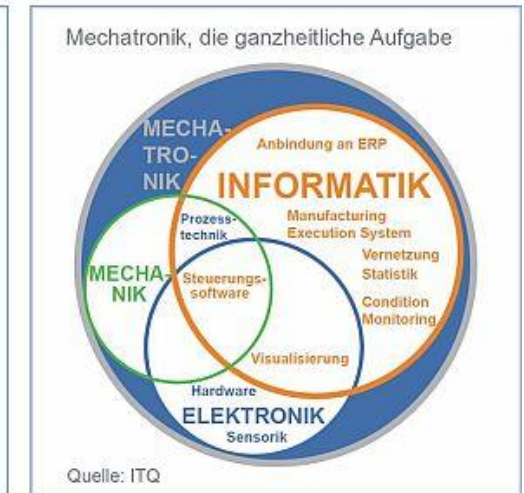 Mechatronik, die ganzheitliche Aufgabe
MECHA-
TRO-
NIK
Anbindung an ERP
INFORMATIK
Manufacturing
Execution System
Vernetzung
Statistik
Condition
Monitoring
Prozess-
technik
MECHA-
NIK
Steuerungs-
software
Visualisierung
Hardware
ELEKTRONIK
Sensorik
Quelle: ITQ